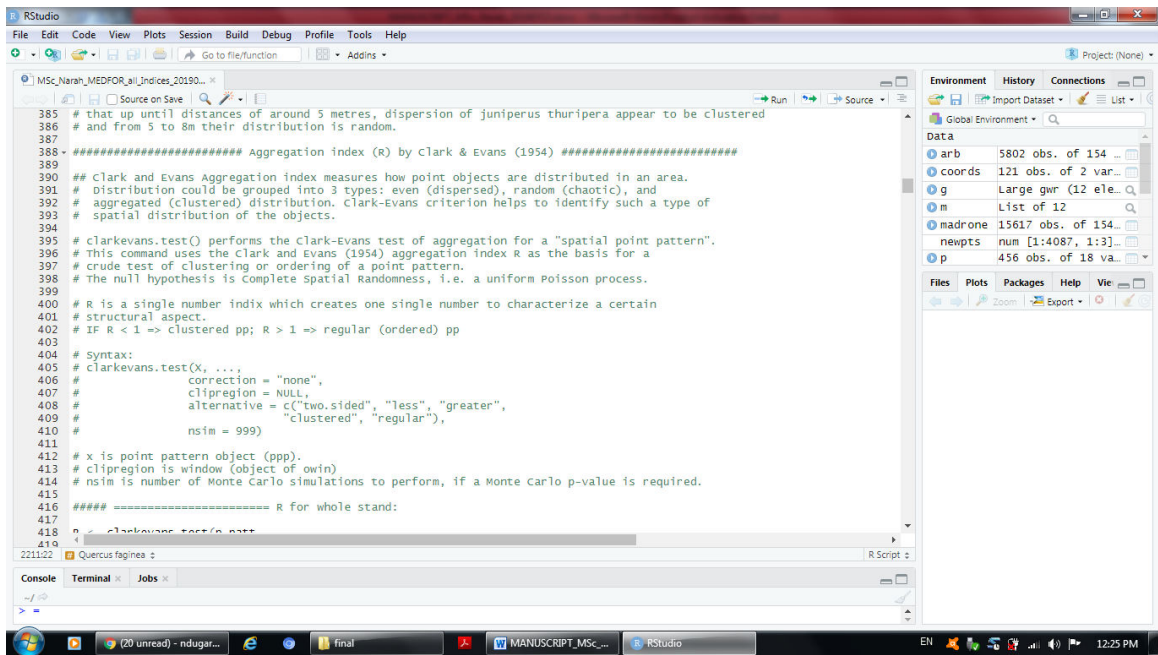 RStudio
File Edit Code View Plots Session Build Debug Profile Tools Help
Go to file/function Addins Project: (None)
MSc_Narah_MEDFOR_all_Indices_20190...
Source on Save Run Source
385 # that up until distances of around 5 metres, dispersion of juniperus thuripera appear to be clustered
386 # and from 5 to 8m their distribution is random.
387
388 ######################### Aggregation index (R) by Clark & Evans (1954) ##########################
389
390 ## Clark and Evans Aggregation index measures how point objects are distributed in an area.
391 # Distribution could be grouped into 3 types: even (dispersed), random (chaotic), and
392 # aggregated (clustered) distribution. Clark-Evans criterion helps to identify such a type of
393 # spatial distribution of the objects.
394
395 # clarkevans.test() performs the Clark-Evans test of aggregation for a "spatial point pattern".
396 # This command uses the Clark and Evans (1954) aggregation index R as the basis for a
397 # crude test of clustering or ordering of a point pattern.
398 # The null hypothesis is Complete Spatial Randomness, i.e. a uniform Poisson process.
399
400 # R is a single number indix which creates one single number to characterize a certain
401 # structural aspect.
402 # IF R < 1 => clustered pp; R > 1 => regular (ordered) pp
403
404 # Syntax:
405 # clarkevans.test(X, ...,
406 # correction = "none",
407 # clipregion = NULL,
408 # alternative = c("two.sided", "less", "greater",
409 # "clustered", "regular"),
410 # nsim = 999)
411
412 # x is point pattern object (ppp).
413 # clipregion is window (object of owin)
414 # nsim is number of Monte Carlo simulations to perform, if a Monte Carlo p-value is required.
415
416 ##### ======================= R for whole stand:
417
418 R <- clarkevans.test(p.patt
419
2211:22 Quercus faginea R Script
Console Terminal Jobs
~/
> =
Environment History Connections
Import Dataset List
Global Environment
Data
arb 5802 obs. of 154 ...
coords 121 obs. of 2 var...
g Large gwr (12 ele...
m List of 12
madrone 15617 obs. of 154...
newpts num [1:4087, 1:3]...
p 456 obs. of 18 va...
Files Plots Packages Help Vie
Zoom Export
(20 unread) - ndugar... final MANUSCRIPT_MSc_... RStudio EN 12:25 PM